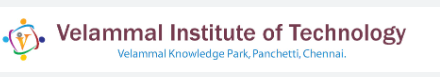 Velammal Institute of Technology
Velammal Knowledge Park, Panchetti, Chennai.